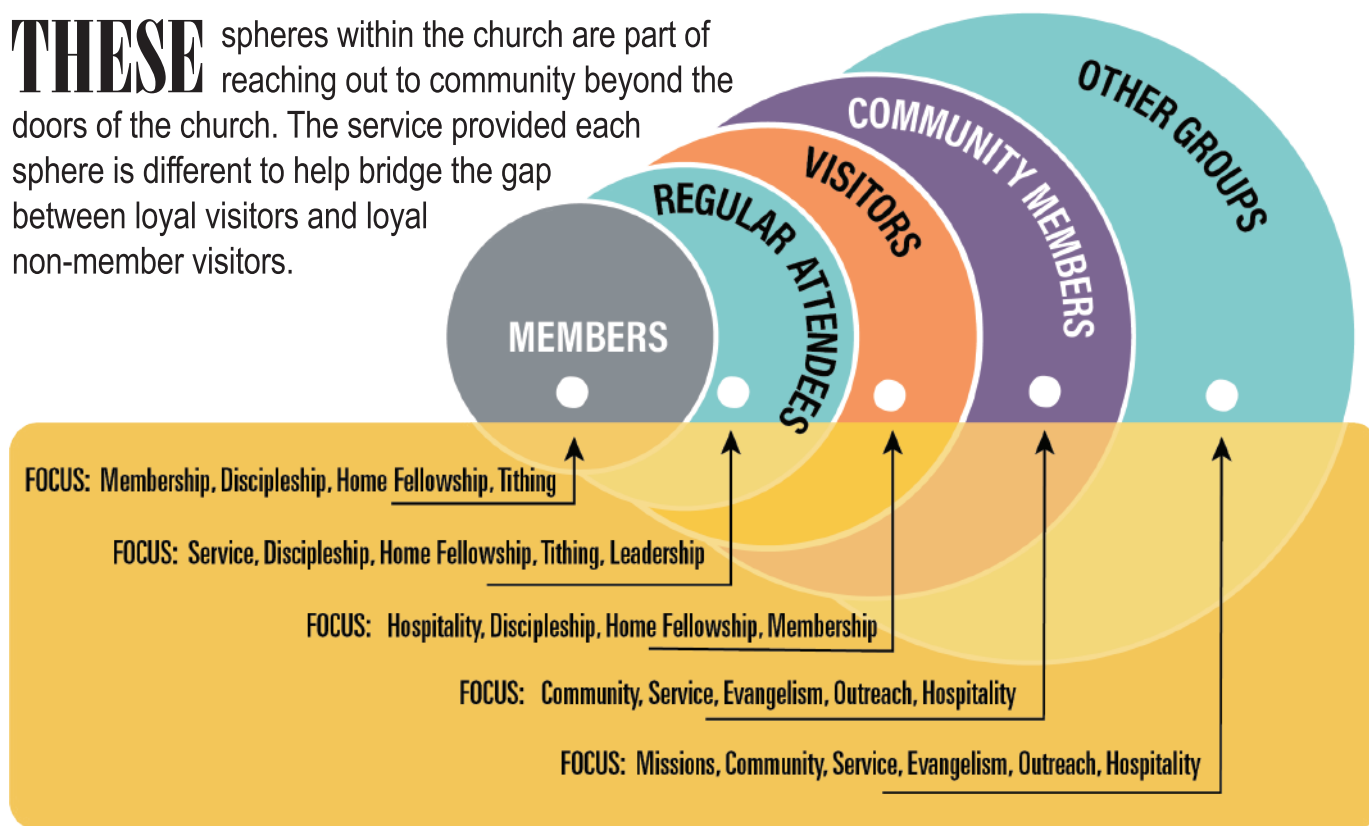 THESE spheres within the church are part of
reaching out to community beyond the
doors of the church. The service provided each
sphere is different to help bridge the gap
between loyal visitors and loyal
non-member visitors.
MEMBERS
REGULAR ATTENDEES
VISITORS
COMMUNITY MEMBERS
OTHER GROUPS
FOCUS: Membership, Discipleship, Home Fellowship, Tithing
FOCUS: Service, Discipleship, Home Fellowship, Tithing, Leadership
FOCUS: Hospitality, Discipleship, Home Fellowship, Membership
FOCUS: Community, Service, Evangelism, Outreach, Hospitality
FOCUS: Missions, Community, Service, Evangelism, Outreach, Hospitality